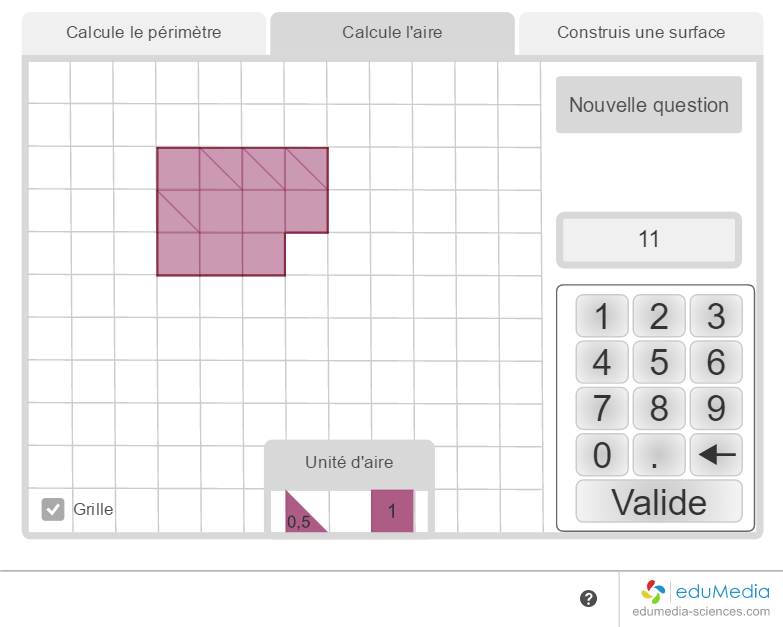 Calcule le périmètre
Calcule l'aire
Construis une surface
Nouvelle question
11
1 2 3
4 5 6
7 8 9
0 .
Valide
Unité d'aire
0,5 1
Grille
?
eduMedia
edumedia-sciences.com